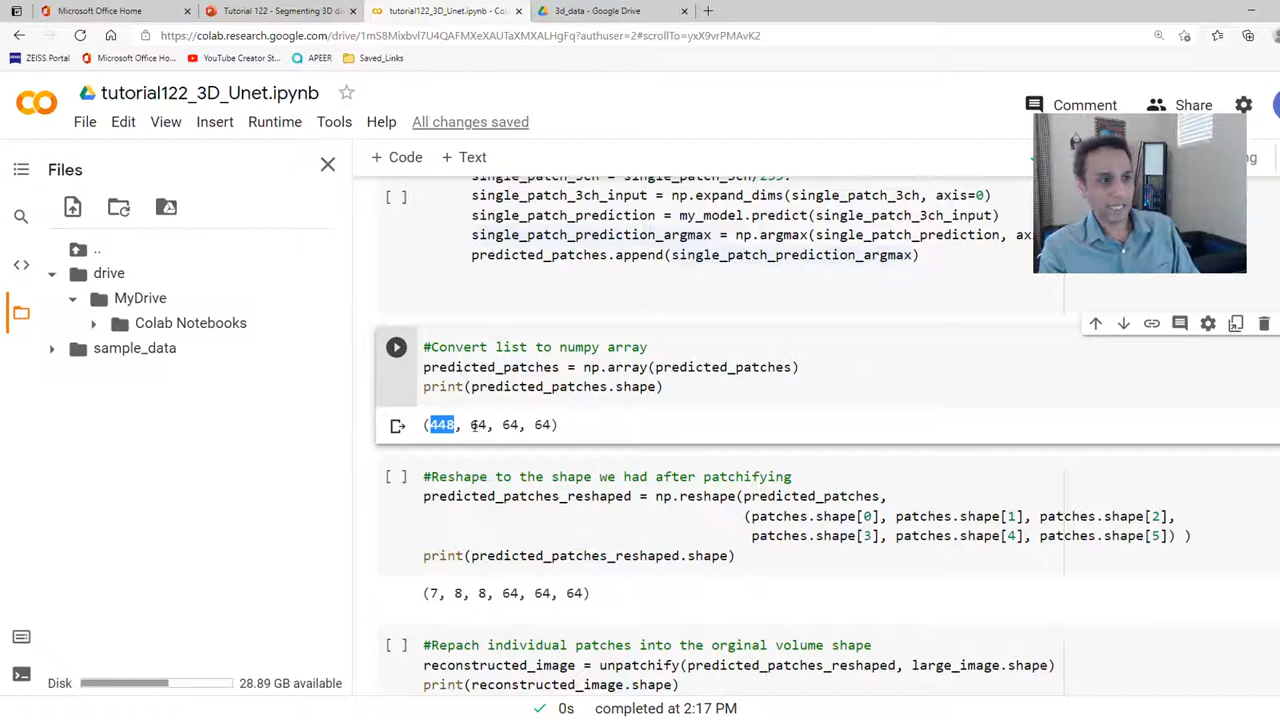 Microsoft Office Home
Tutorial 122 - Segmenting 3D da
tutorial122_3D_Unet.ipynb - Co
3d_data - Google Drive
https://colab.research.google.com/drive/1mS8Mixbvl7U4QAFMXeXAUTaXMXALHgFq?authuser=2#scrollTo=yxX9vrPMAvK2
ZEISS Portal
Microsoft Office Ho...
YouTube Creator St...
APEER
Saved_Links
tutorial122_3D_Unet.ipynb
Comment
Share
File Edit View Insert Runtime Tools Help All changes saved
Files
+ Code + Text
..
drive
MyDrive
Colab Notebooks
sample_data
Disk
28.89 GB available
single_patch_3ch = single_patch_3ch/255.
[ ] single_patch_3ch_input = np.expand_dims(single_patch_3ch, axis=0)
single_patch_prediction = my_model.predict(single_patch_3ch_input)
single_patch_prediction_argmax = np.argmax(single_patch_prediction, ax
predicted_patches.append(single_patch_prediction_argmax)
#Convert list to numpy array
predicted_patches = np.array(predicted_patches)
print(predicted_patches.shape)
(448, 64, 64, 64)
[ ] #Reshape to the shape we had after patchifying
predicted_patches_reshaped = np.reshape(predicted_patches,
(patches.shape[0], patches.shape[1], patches.shape[2],
patches.shape[3], patches.shape[4], patches.shape[5]) )
print(predicted_patches_reshaped.shape)
(7, 8, 8, 64, 64, 64)
[ ] #Repach individual patches into the orginal volume shape
reconstructed_image = unpatchify(predicted_patches_reshaped, large_image.shape)
print(reconstructed_image.shape)
0s completed at 2:17 PM